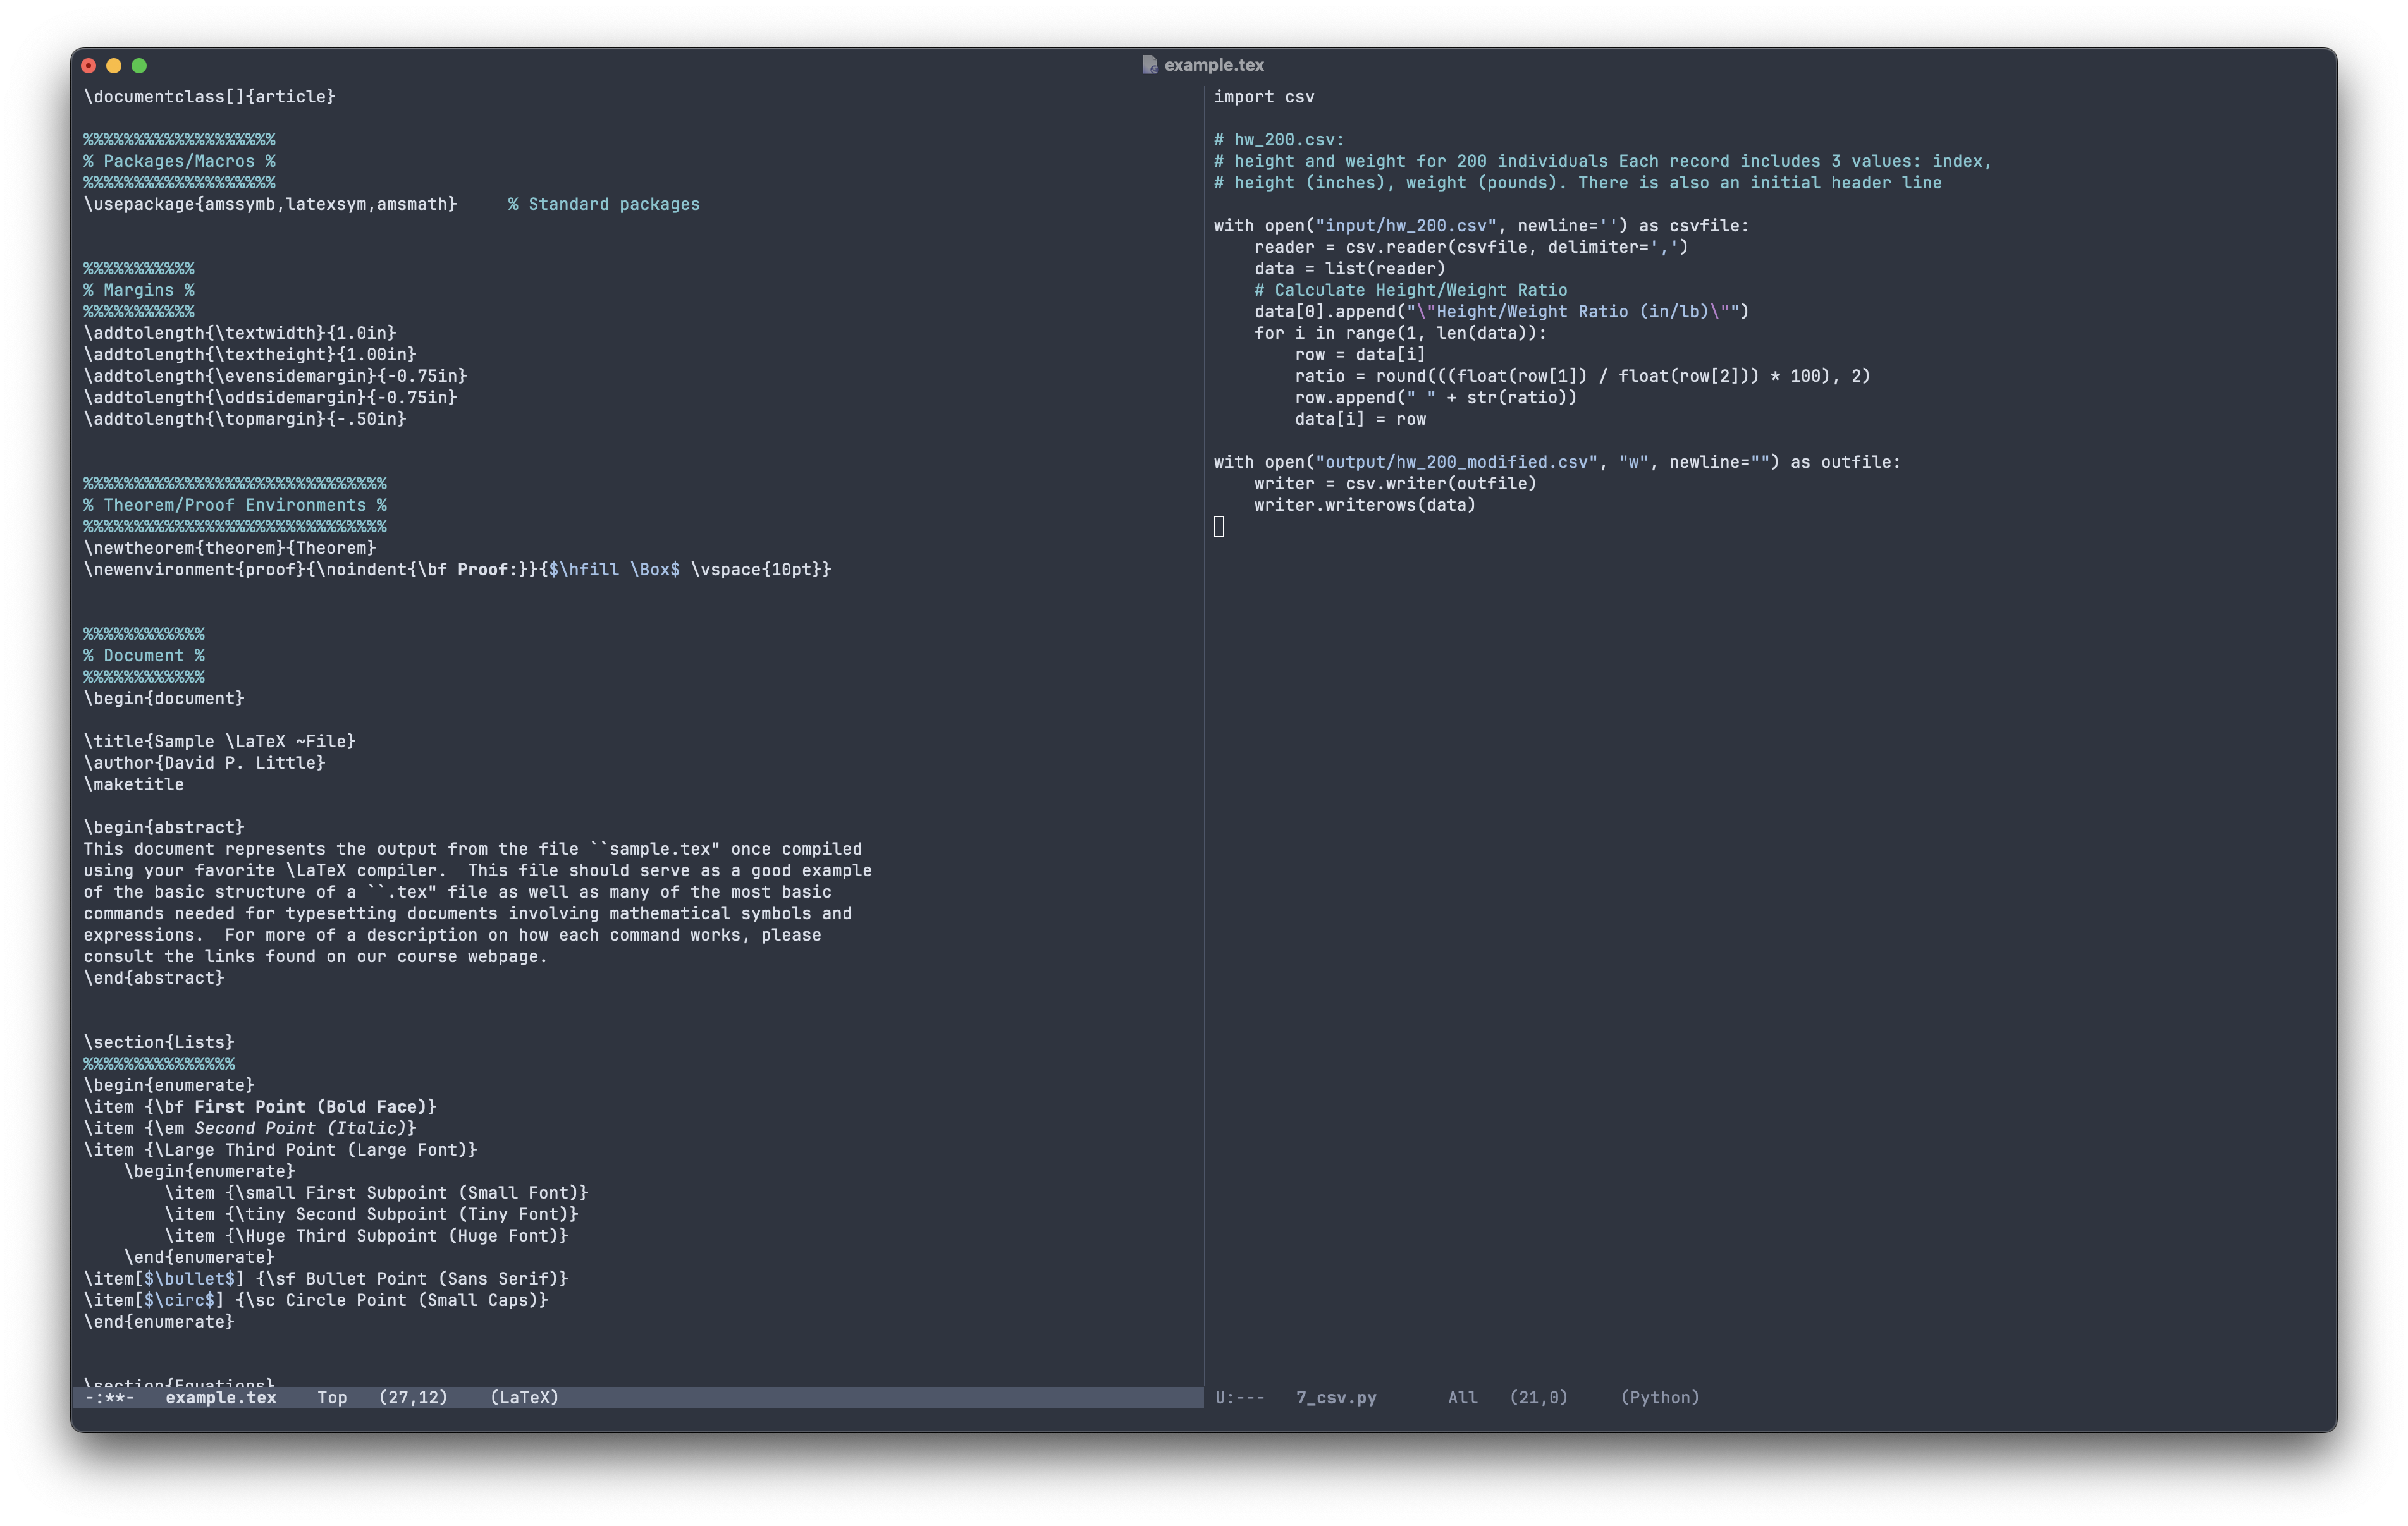 example.tex
\documentclass[]{article}

%%%%%%%%%%%%%%%%%%%
% Packages/Macros %
%%%%%%%%%%%%%%%%%%%
\usepackage{amssymb,latexsym,amsmath}     % Standard packages


%%%%%%%%%%%
% Margins %
%%%%%%%%%%%
\addtolength{\textwidth}{1.0in}
\addtolength{\textheight}{1.00in}
\addtolength{\evensidemargin}{-0.75in}
\addtolength{\oddsidemargin}{-0.75in}
\addtolength{\topmargin}{-.50in}


%%%%%%%%%%%%%%%%%%%%%%%%%%%%%%
% Theorem/Proof Environments %
%%%%%%%%%%%%%%%%%%%%%%%%%%%%%%
\newtheorem{theorem}{Theorem}
\newenvironment{proof}{\noindent{\bf Proof:}}{$\hfill \Box$ \vspace{10pt}}


%%%%%%%%%%%%
% Document %
%%%%%%%%%%%%
\begin{document}

\title{Sample \LaTeX ~File}
\author{David P. Little}
\maketitle

\begin{abstract}
This document represents the output from the file ``sample.tex" once compiled
using your favorite \LaTeX compiler.  This file should serve as a good example
of the basic structure of a ``.tex" file as well as many of the most basic
commands needed for typesetting documents involving mathematical symbols and
expressions.  For more of a description on how each command works, please
consult the links found on our course webpage.
\end{abstract}


\section{Lists}
%%%%%%%%%%%%%%%
\begin{enumerate}
\item {\bf First Point (Bold Face)}
\item {\em Second Point (Italic)}
\item {\Large Third Point (Large Font)}
    \begin{enumerate}
        \item {\small First Subpoint (Small Font)}
        \item {\tiny Second Subpoint (Tiny Font)}
        \item {\Huge Third Subpoint (Huge Font)}
    \end{enumerate}
\item[$\bullet$] {\sf Bullet Point (Sans Serif)}
\item[$\circ$] {\sc Circle Point (Small Caps)}
\end{enumerate}


\section{Equations}
-:**-   example.tex    Top   (27,12)    (LaTeX)
import csv

# hw_200.csv:
# height and weight for 200 individuals Each record includes 3 values: index,
# height (inches), weight (pounds). There is also an initial header line

with open("input/hw_200.csv", newline='') as csvfile:
    reader = csv.reader(csvfile, delimiter=',')
    data = list(reader)
    # Calculate Height/Weight Ratio
    data[0].append("\"Height/Weight Ratio (in/lb)\"")
    for i in range(1, len(data)):
        row = data[i]
        ratio = round(((float(row[1]) / float(row[2])) * 100), 2)
        row.append(" " + str(ratio))
        data[i] = row

with open("output/hw_200_modified.csv", "w", newline="") as outfile:
    writer = csv.writer(outfile)
    writer.writerows(data)
U:---   7_csv.py       All   (21,0)     (Python)